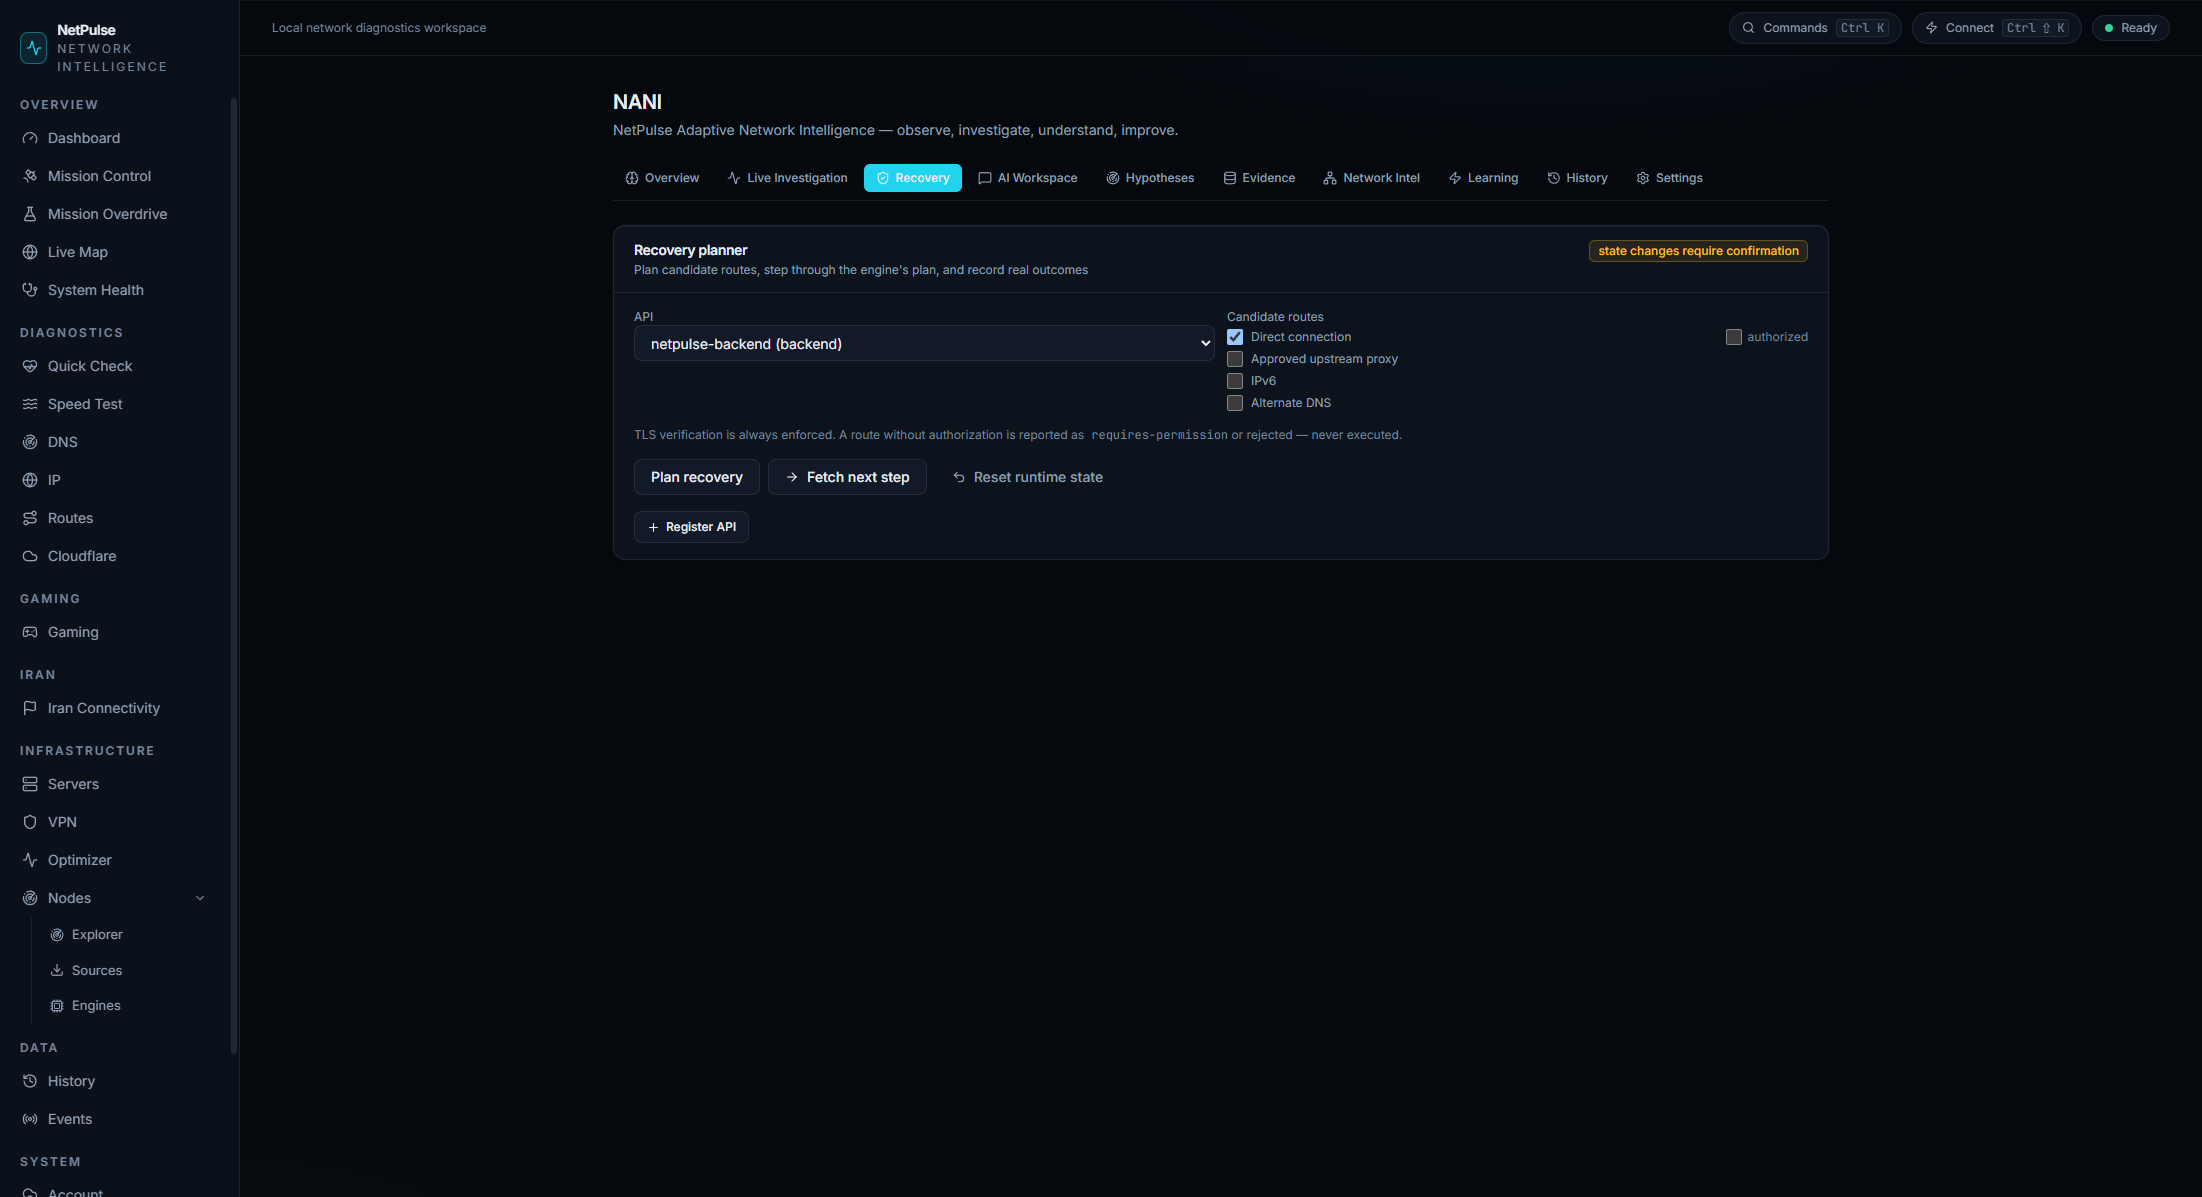 NetPulse
NETWORK
INTELLIGENCE
OVERVIEW
Dashboard
Mission Control
Mission Overdrive
Live Map
System Health
DIAGNOSTICS
Quick Check
Speed Test
DNS
IP
Routes
Cloudflare
GAMING
Gaming
IRAN
Iran Connectivity
INFRASTRUCTURE
Servers
VPN
Optimizer
Nodes
Explorer
Sources
Engines
DATA
History
Events
SYSTEM
Account
Local network diagnostics workspace
Commands Ctrl K
Connect Ctrl ⇧ K
Ready
NANI
NetPulse Adaptive Network Intelligence — observe, investigate, understand, improve.
Overview Live Investigation Recovery AI Workspace Hypotheses Evidence Network Intel Learning History Settings
Recovery planner
state changes require confirmation
Plan candidate routes, step through the engine's plan, and record real outcomes
API
netpulse-backend (backend)
Candidate routes
Direct connection authorized
Approved upstream proxy
IPv6
Alternate DNS
TLS verification is always enforced. A route without authorization is reported as requires-permission or rejected — never executed.
Plan recovery Fetch next step Reset runtime state
Register API